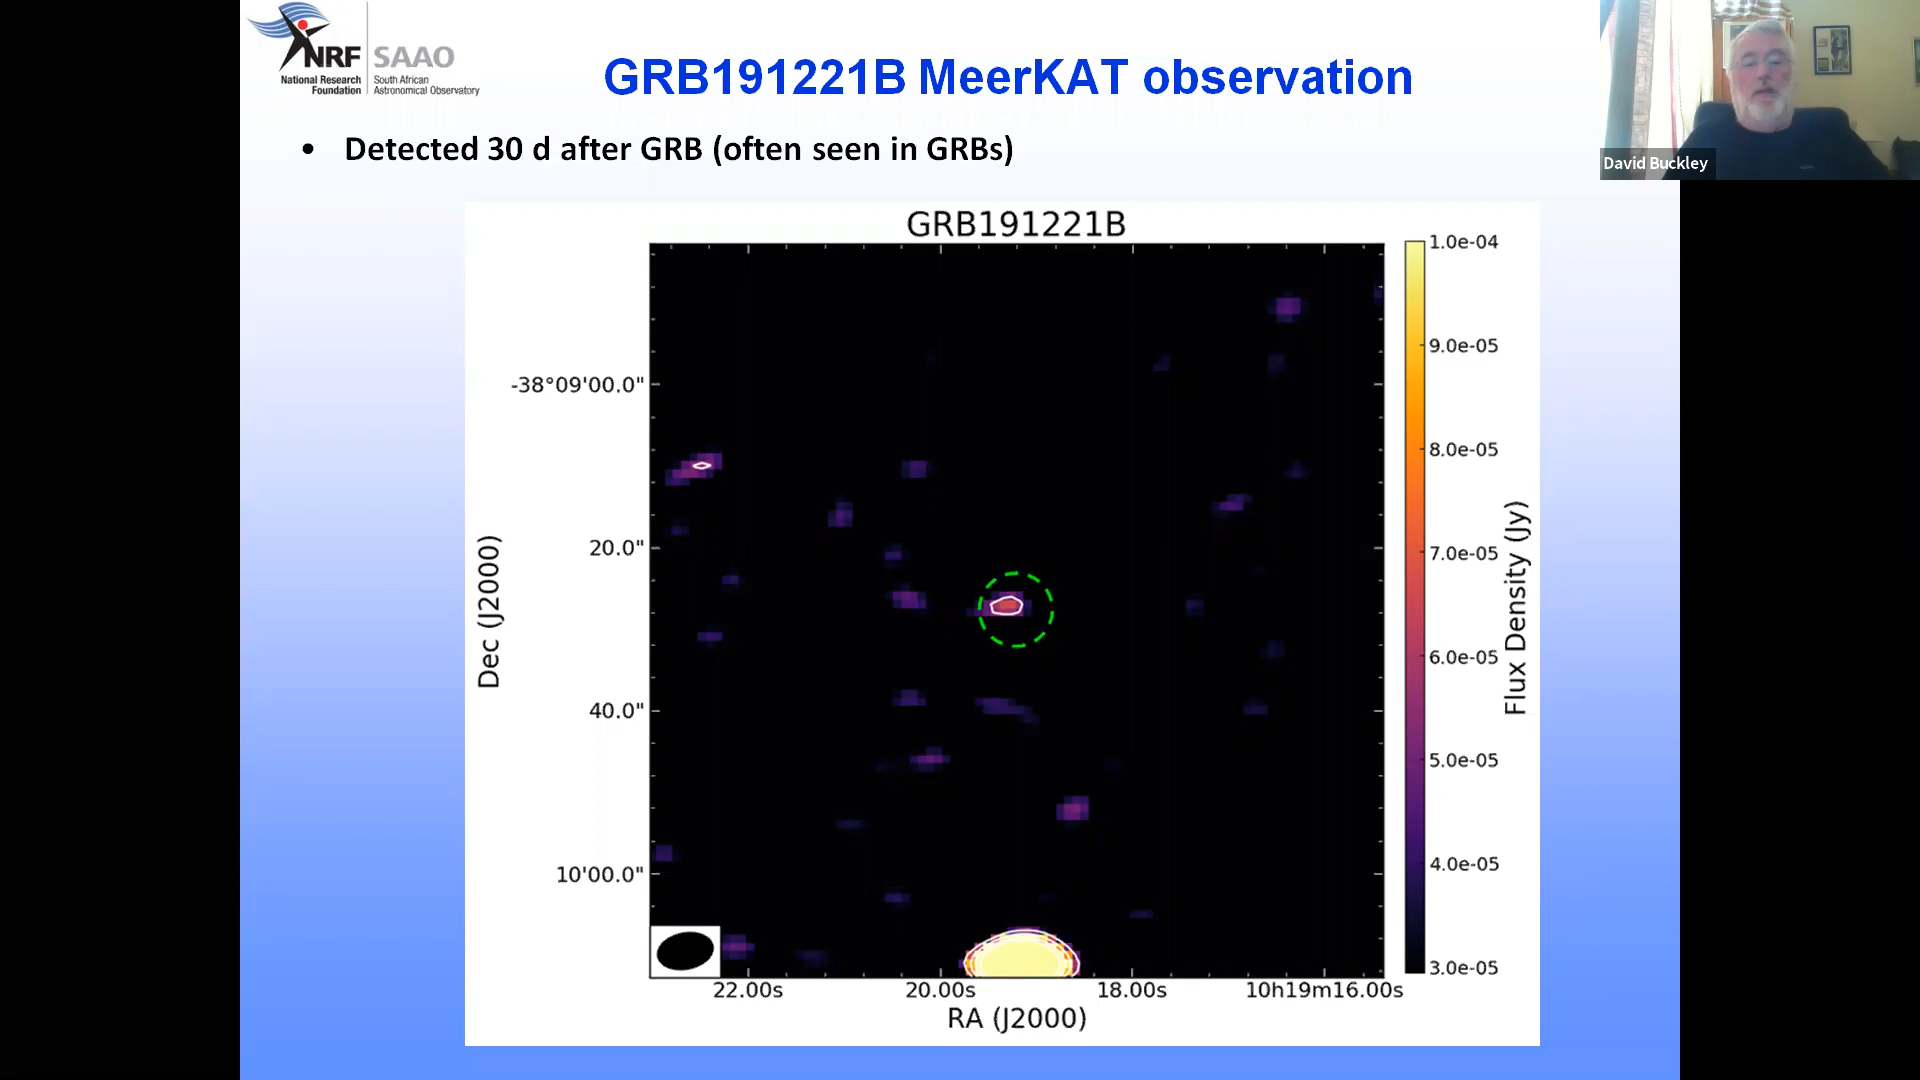 NRF
National Research
Foundation
SAAO
South African
Astronomical Observatory
GRB191221B MeerKAT observation
• Detected 30 d after GRB (often seen in GRBs)
David Buckley
GRB191221B
-38°09'00.0"
20.0"
40.0"
10'00.0"
Dec (J2000)
22.00s
20.00s
18.00s
10h19m16.00s
RA (J2000)
1.0e-04
9.0e-05
8.0e-05
7.0e-05
6.0e-05
5.0e-05
4.0e-05
3.0e-05
Flux Density (Jy)